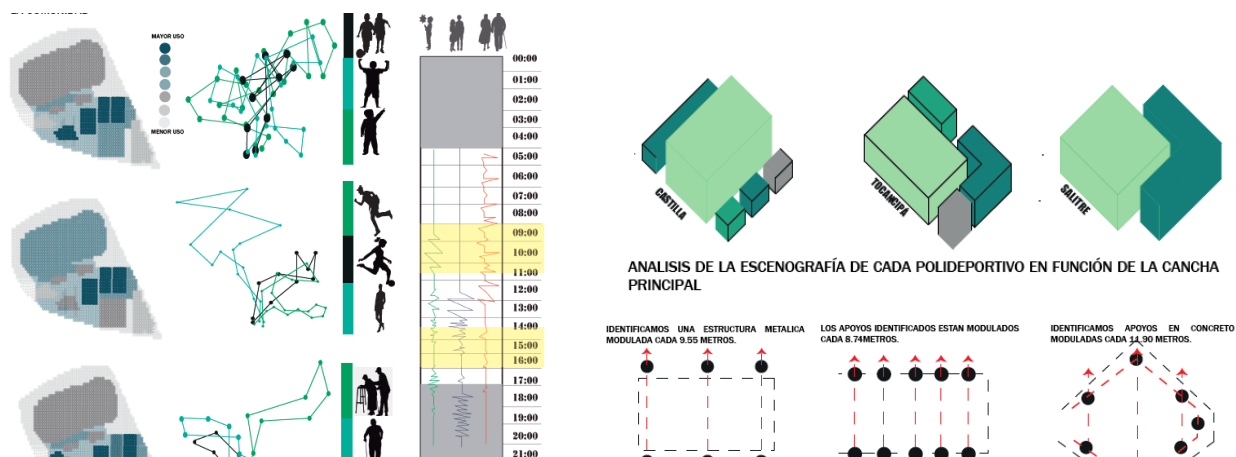 MAYOR USO
MENOR USO
00:00
01:00
02:00
03:00
04:00
05:00
06:00
07:00
08:00
09:00
10:00
11:00
12:00
13:00
14:00
15:00
16:00
17:00
18:00
19:00
20:00
21:00
CASTILLA
TOCANCIPÁ
SALITRE
ANALISIS DE LA ESCENOGRAFÍA DE CADA POLIDEPORTIVO EN FUNCIÓN DE LA CANCHA
PRINCIPAL
IDENTIFICAMOS UNA ESTRUCTURA METALICA
MODULADA CADA 9.55 METROS.
LOS APOYOS IDENTIFICADOS ESTAN MODULADOS
CADA 8.74METROS.
IDENTIFICAMOS APOYOS EN CONCRETO
MODULADAS CADA 11.90 METROS.